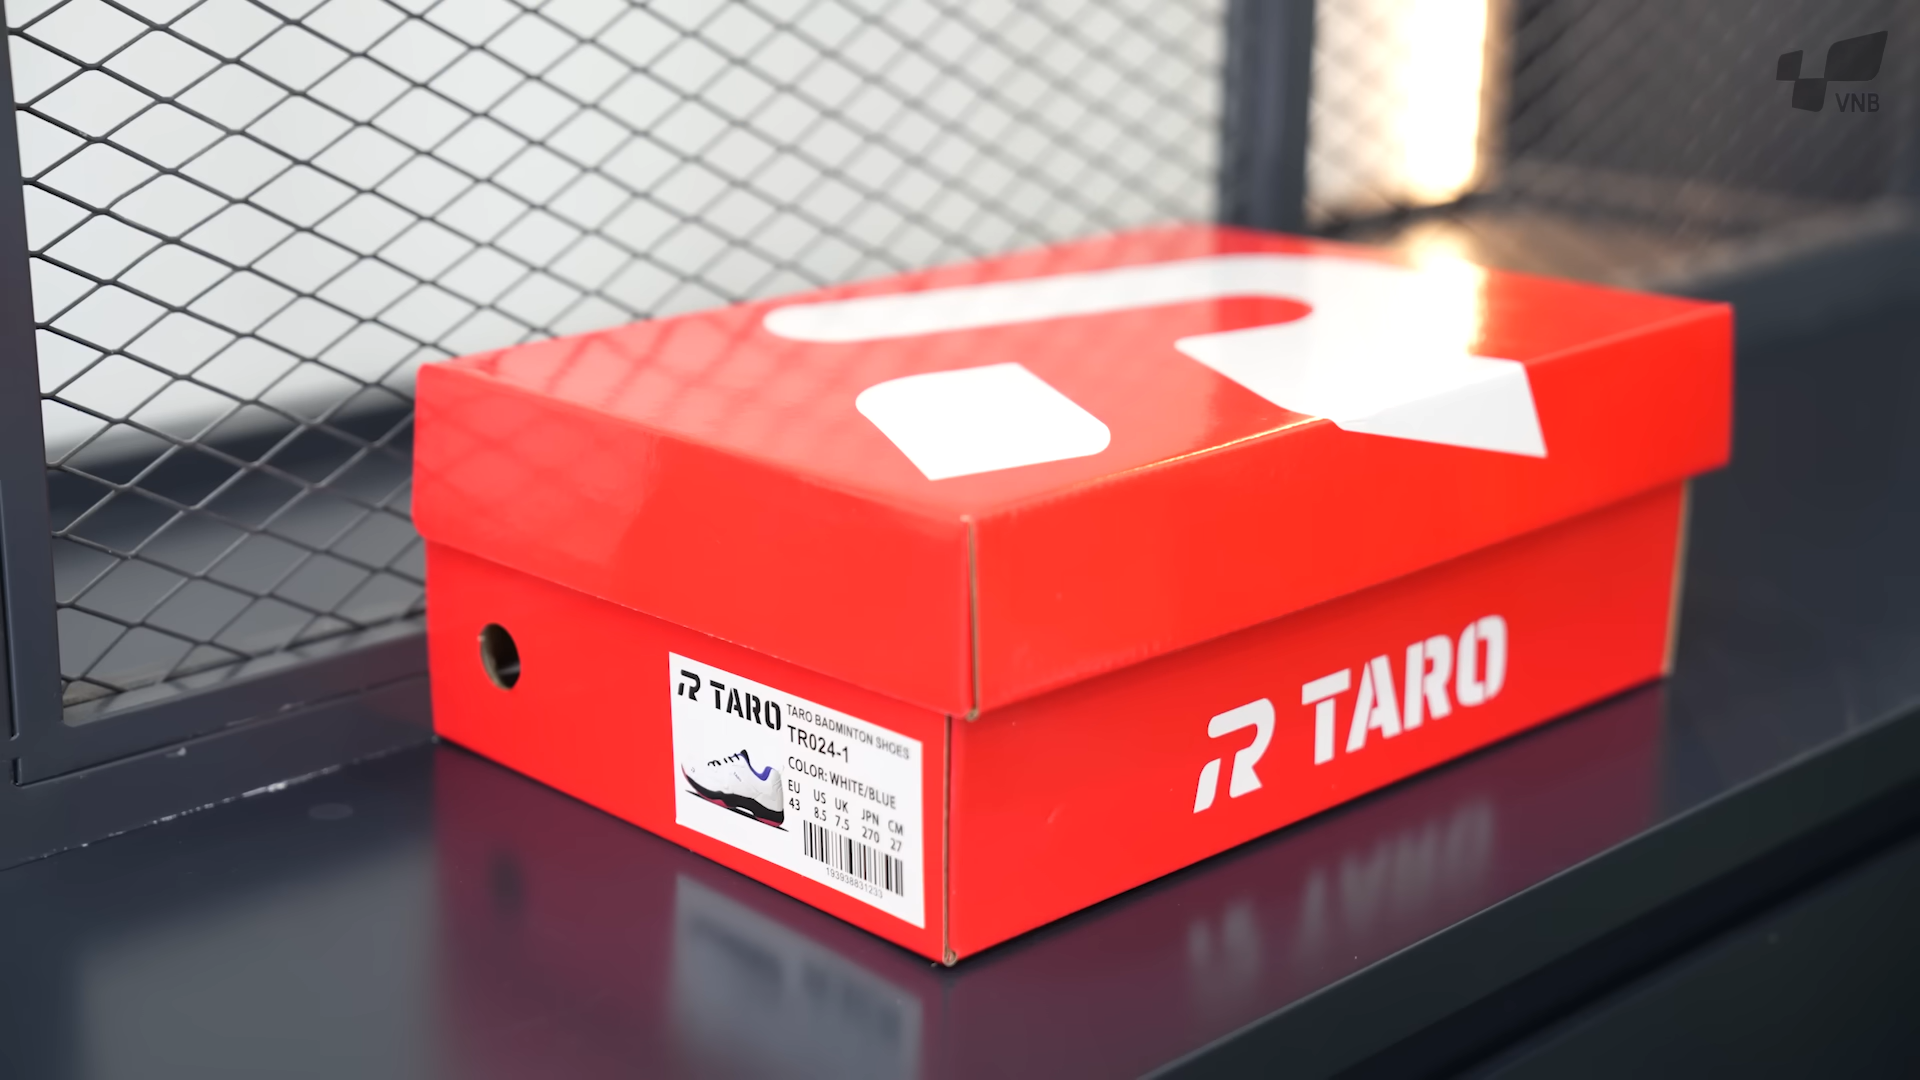 VNB
TARO
TARO BADMINTON SHOES
TR024-1
COLOR: WHITE/BLUE
EU US UK JPN CM
43 8.5 7.5 270 27
193938831233
R TARO